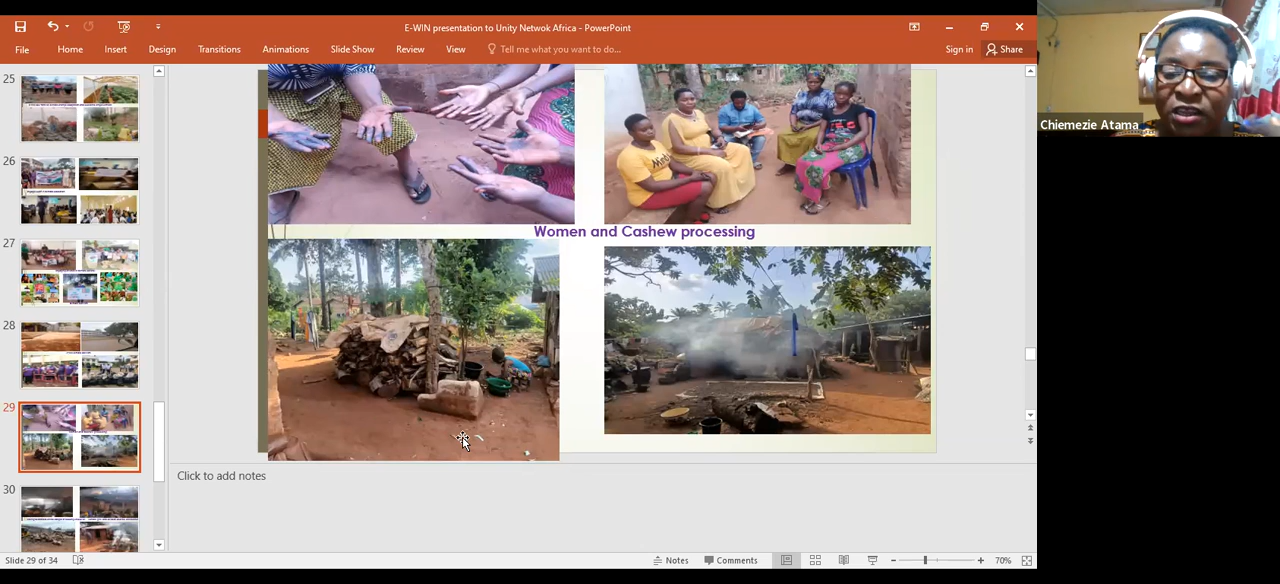 E-WIN presentation to Unity Netwok Africa - PowerPoint
File Home Insert Design Transitions Animations Slide Show Review View Tell me what you want to do... Sign in Share
Chiemezie Atama
25
26
27
28
29
30
Women and Cashew processing
Click to add notes
Slide 29 of 34 Notes Comments 70%